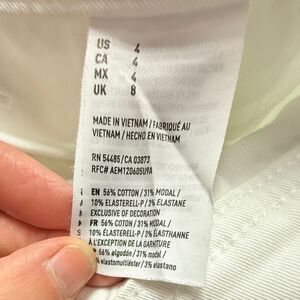 US 4
CA 4
MX 4
UK 8
MADE IN VIETNAM / FABRIQUÉ AU
VIETNAM / HECHO EN VIETNAM
RN 54485/CA 03873
RFC# AEM120605U9A
EN 56% COTTON / 31% MODAL /
10% ELASTERELL-P / 3% ELASTANE
EXCLUSIVE OF DECORATION
FR 56% COTON / 31% MODAL /
10% ÉLASTERELL-P / 3% ÉLASTHANNE
À L'EXCEPTION DE LA GARNITURE
56% algodón / 31% modal /
elastomultiéster / 3% elastano